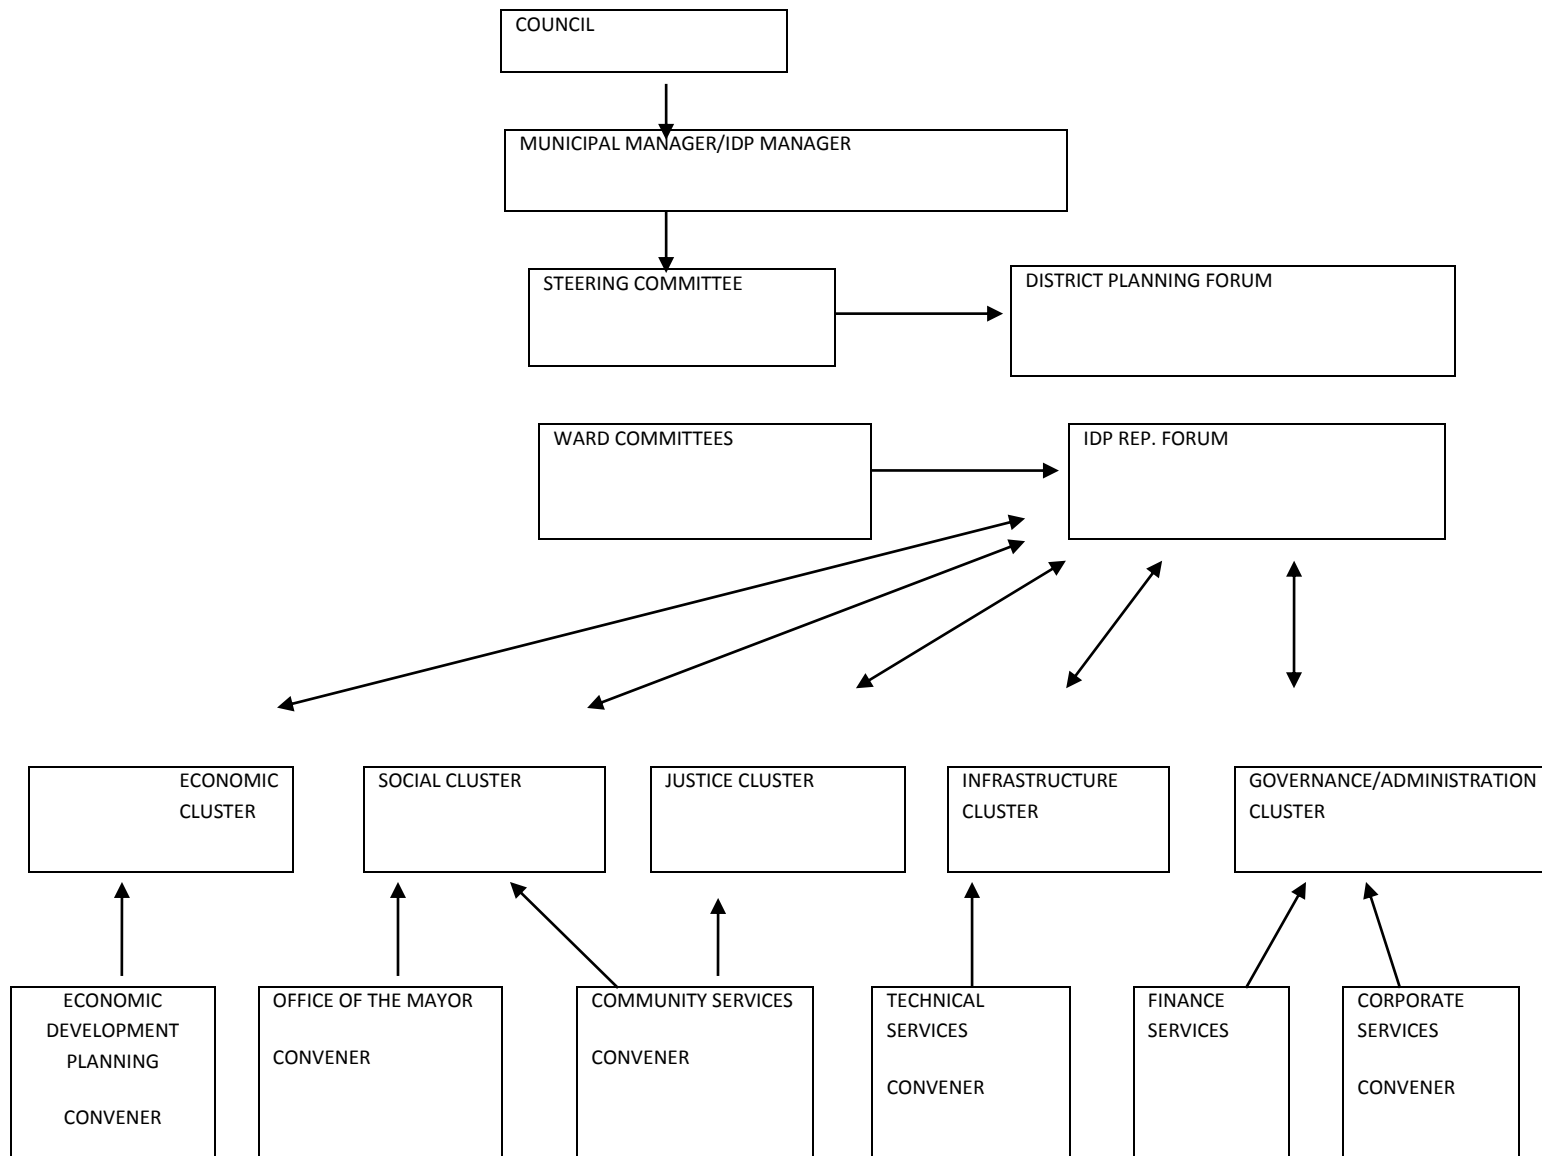 COUNCIL
MUNICIPAL MANAGER/IDP MANAGER
STEERING COMMITTEE
DISTRICT PLANNING FORUM
WARD COMMITTEES
IDP REP. FORUM
ECONOMIC
CLUSTER
SOCIAL CLUSTER
JUSTICE CLUSTER
INFRASTRUCTURE
CLUSTER
GOVERNANCE/ADMINISTRATION
CLUSTER
ECONOMIC
DEVELOPMENT
PLANNING
CONVENER
OFFICE OF THE MAYOR
CONVENER
COMMUNITY SERVICES
CONVENER
TECHNICAL
SERVICES
CONVENER
FINANCE
SERVICES
CORPORATE
SERVICES
CONVENER